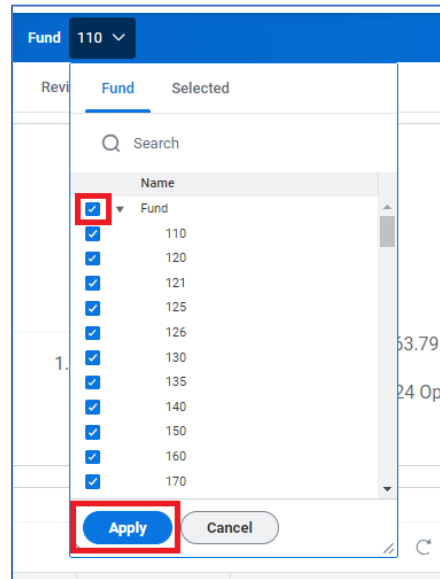 Fund 110
Revi
Fund Selected
Search
Name
Fund
110
120
121
125
126
130
135
140
150
160
170
1.
63.79
24 Op
Apply Cancel